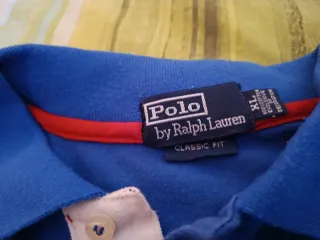 Polo
by Ralph Lauren
CLASSIC FIT
XL